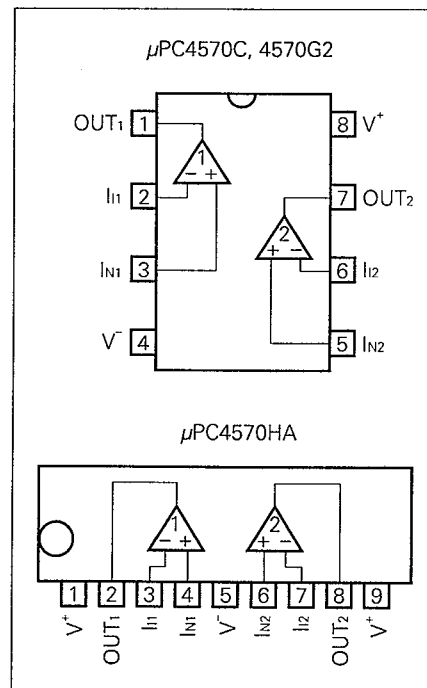 µPC4570C, 4570G2
OUT1 1
8 V+
1
- +
II1 2
7 OUT2
2
+ -
IN1 3
6 II2
V- 4
5 IN2
µPC4570HA
1 2
- + + -
1 2 3 4 5 6 7 8 9
V+ OUT1 II1 IN1 V- IN2 II2 OUT2 V+